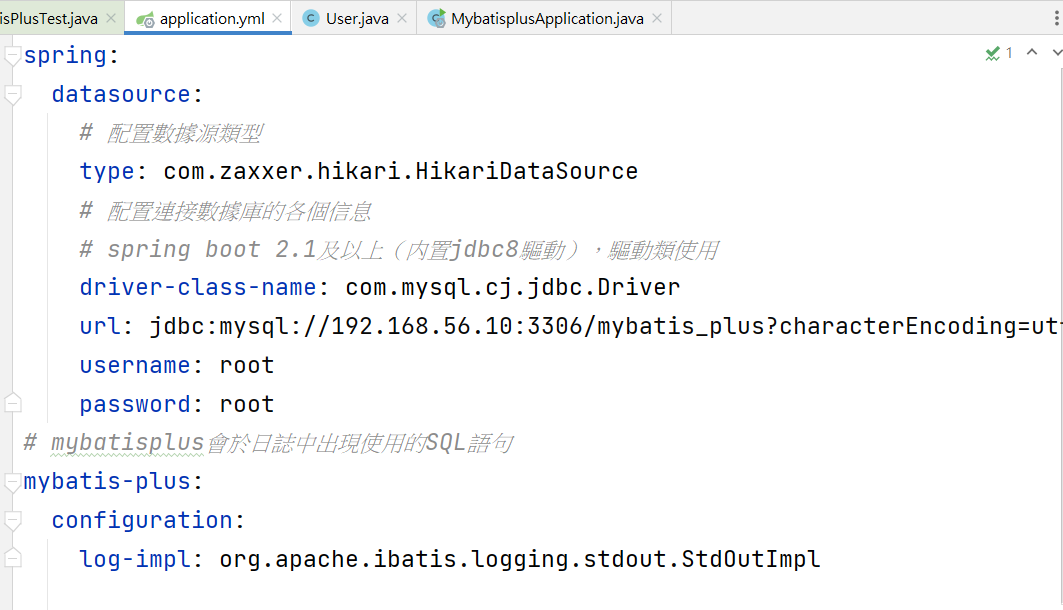 isPlusTest.java application.yml User.java MybatisplusApplication.java
spring: 1
datasource:
# 配置數據源類型
type: com.zaxxer.hikari.HikariDataSource
# 配置連接數據庫的各個信息
# spring boot 2.1及以上（內置jdbc8驅動），驅動類使用
driver-class-name: com.mysql.cj.jdbc.Driver
url: jdbc:mysql://192.168.56.10:3306/mybatis_plus?characterEncoding=ut
username: root
password: root
# mybatisplus會於日誌中出現使用的SQL語句
mybatis-plus:
configuration:
log-impl: org.apache.ibatis.logging.stdout.StdOutImpl